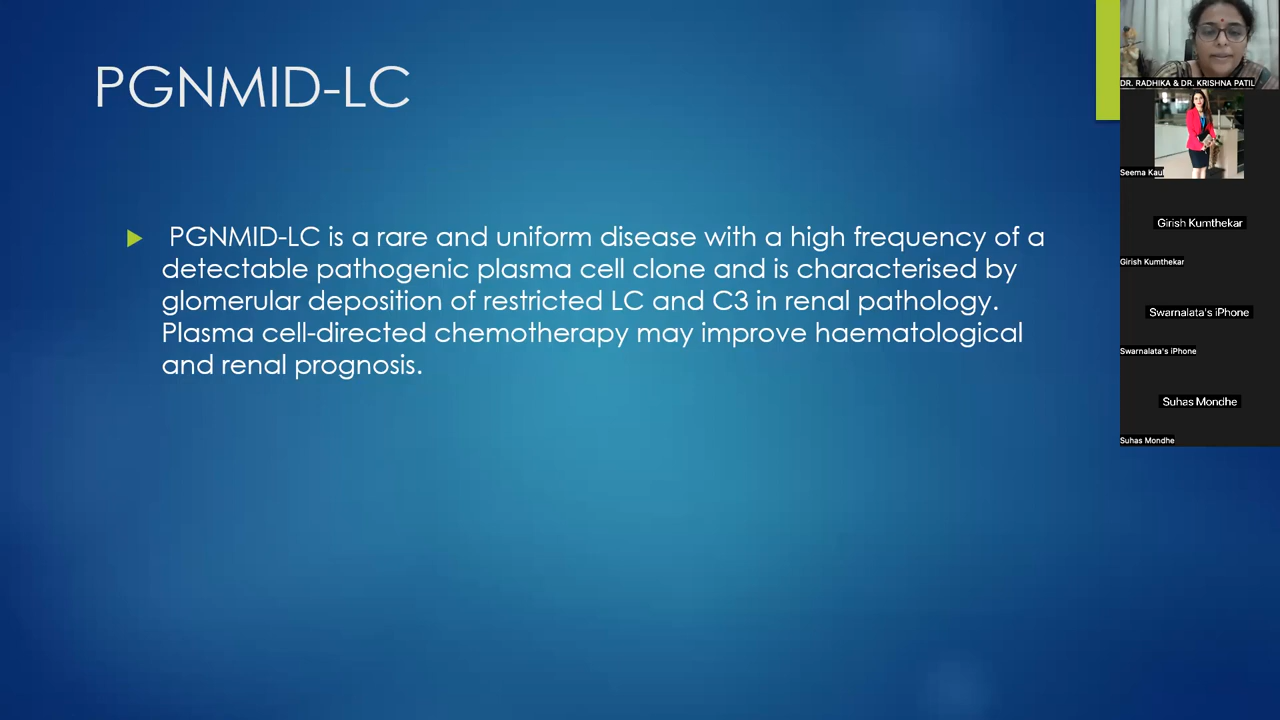 PGNMID-LC
PGNMID-LC is a rare and uniform disease with a high frequency of a
detectable pathogenic plasma cell clone and is characterised by
glomerular deposition of restricted LC and C3 in renal pathology.
Plasma cell-directed chemotherapy may improve haematological
and renal prognosis.
DR. RADHIKA & DR. KRISHNA PATIL
Seema Kaul
Girish Kumthekar
Girish Kumthekar
Swarnalata's iPhone
Swarnalata's iPhone
Suhas Mondhe
Suhas Mondhe